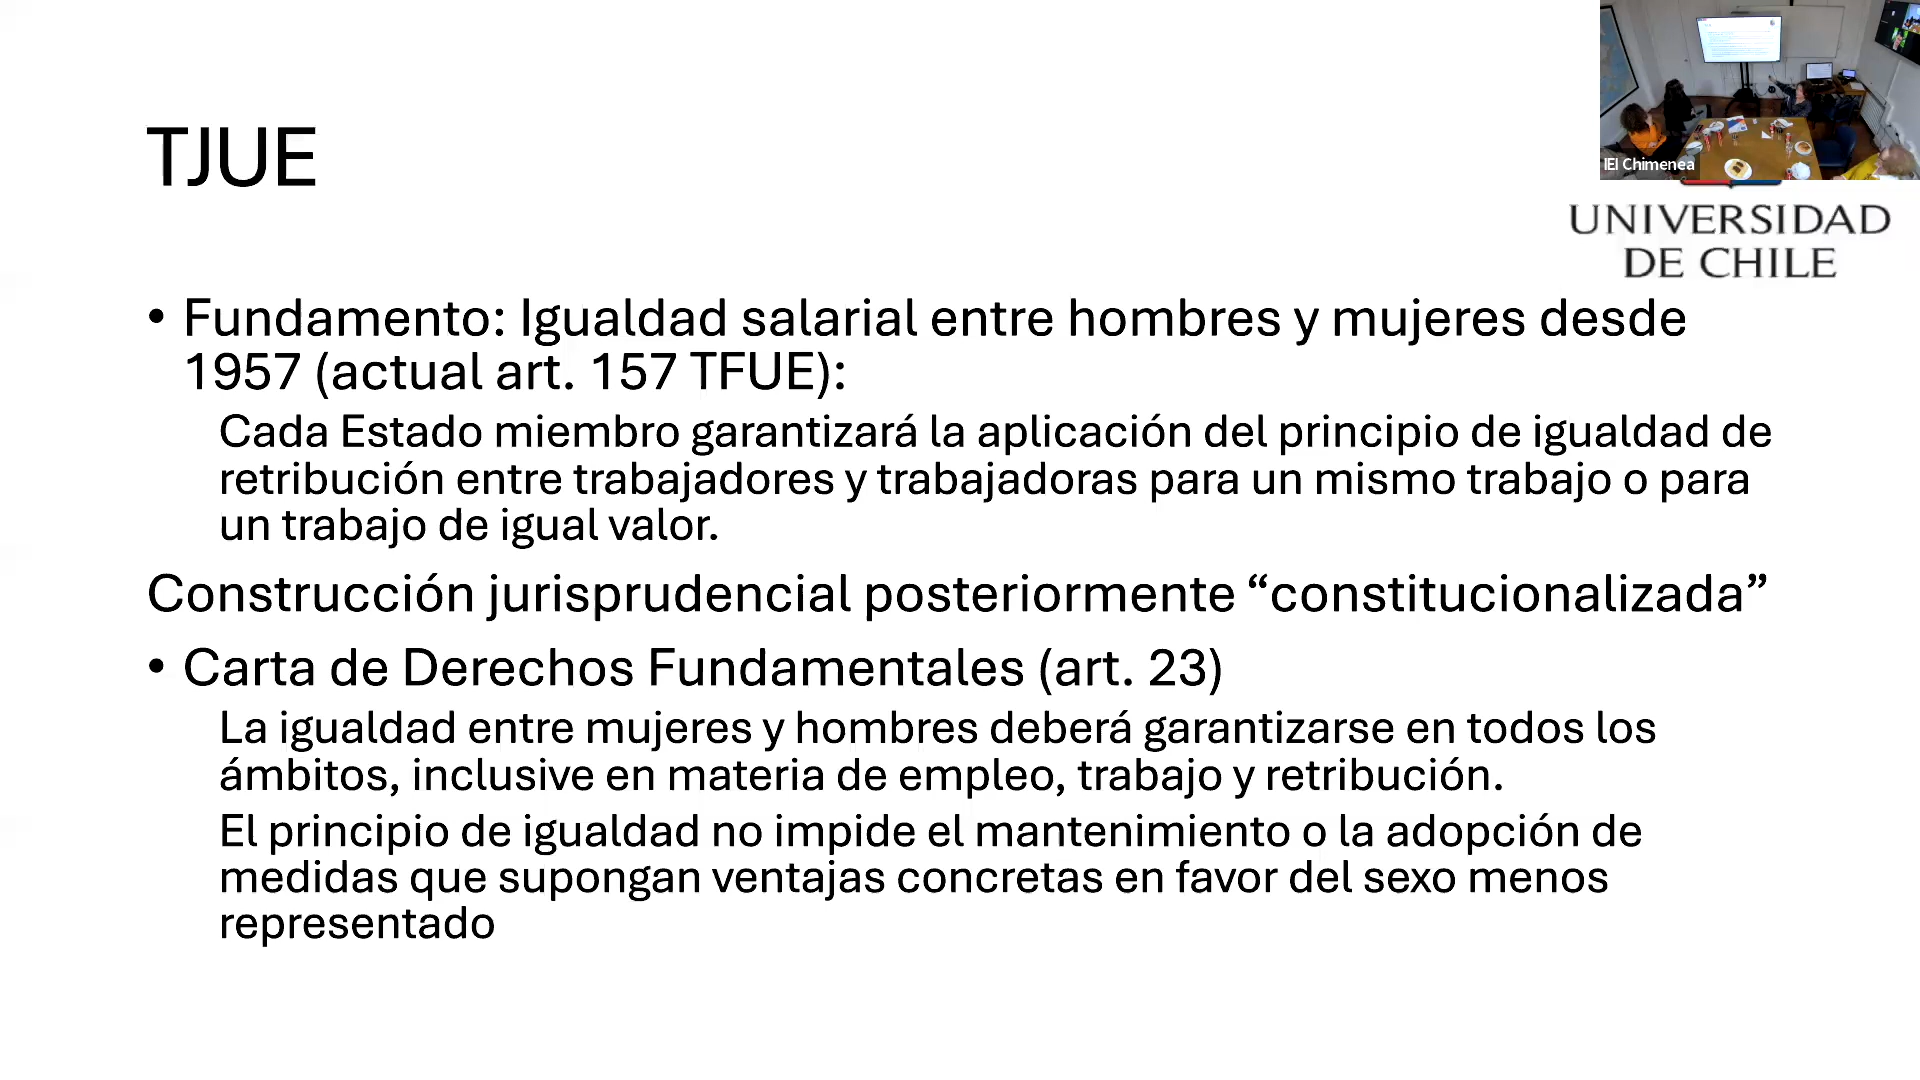 IEI Chimenea
UNIVERSIDAD
DE CHILE
TJUE
• Fundamento: Igualdad salarial entre hombres y mujeres desde
1957 (actual art. 157 TFUE):
Cada Estado miembro garantizará la aplicación del principio de igualdad de
retribución entre trabajadores y trabajadoras para un mismo trabajo o para
un trabajo de igual valor.
Construcción jurisprudencial posteriormente “constitucionalizada”
• Carta de Derechos Fundamentales (art. 23)
La igualdad entre mujeres y hombres deberá garantizarse en todos los
ámbitos, inclusive en materia de empleo, trabajo y retribución.
El principio de igualdad no impide el mantenimiento o la adopción de
medidas que supongan ventajas concretas en favor del sexo menos
representado